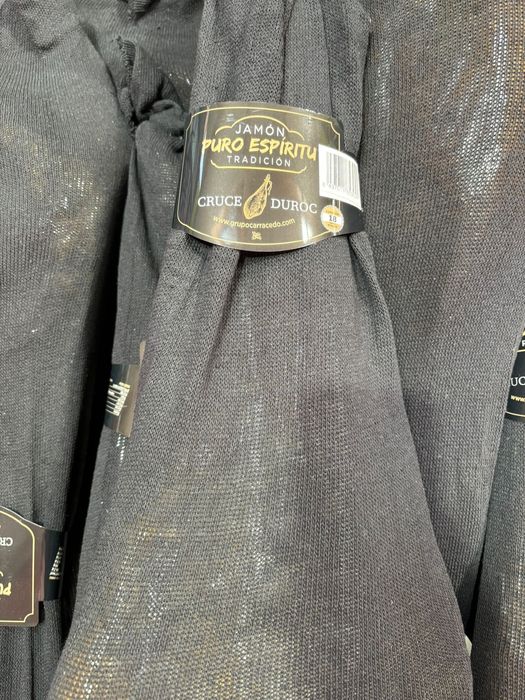 JAMÓN
PURO ESPÍRITU
TRADICIÓN
CRUCE DUROC
www.grupocarracedo.com
18